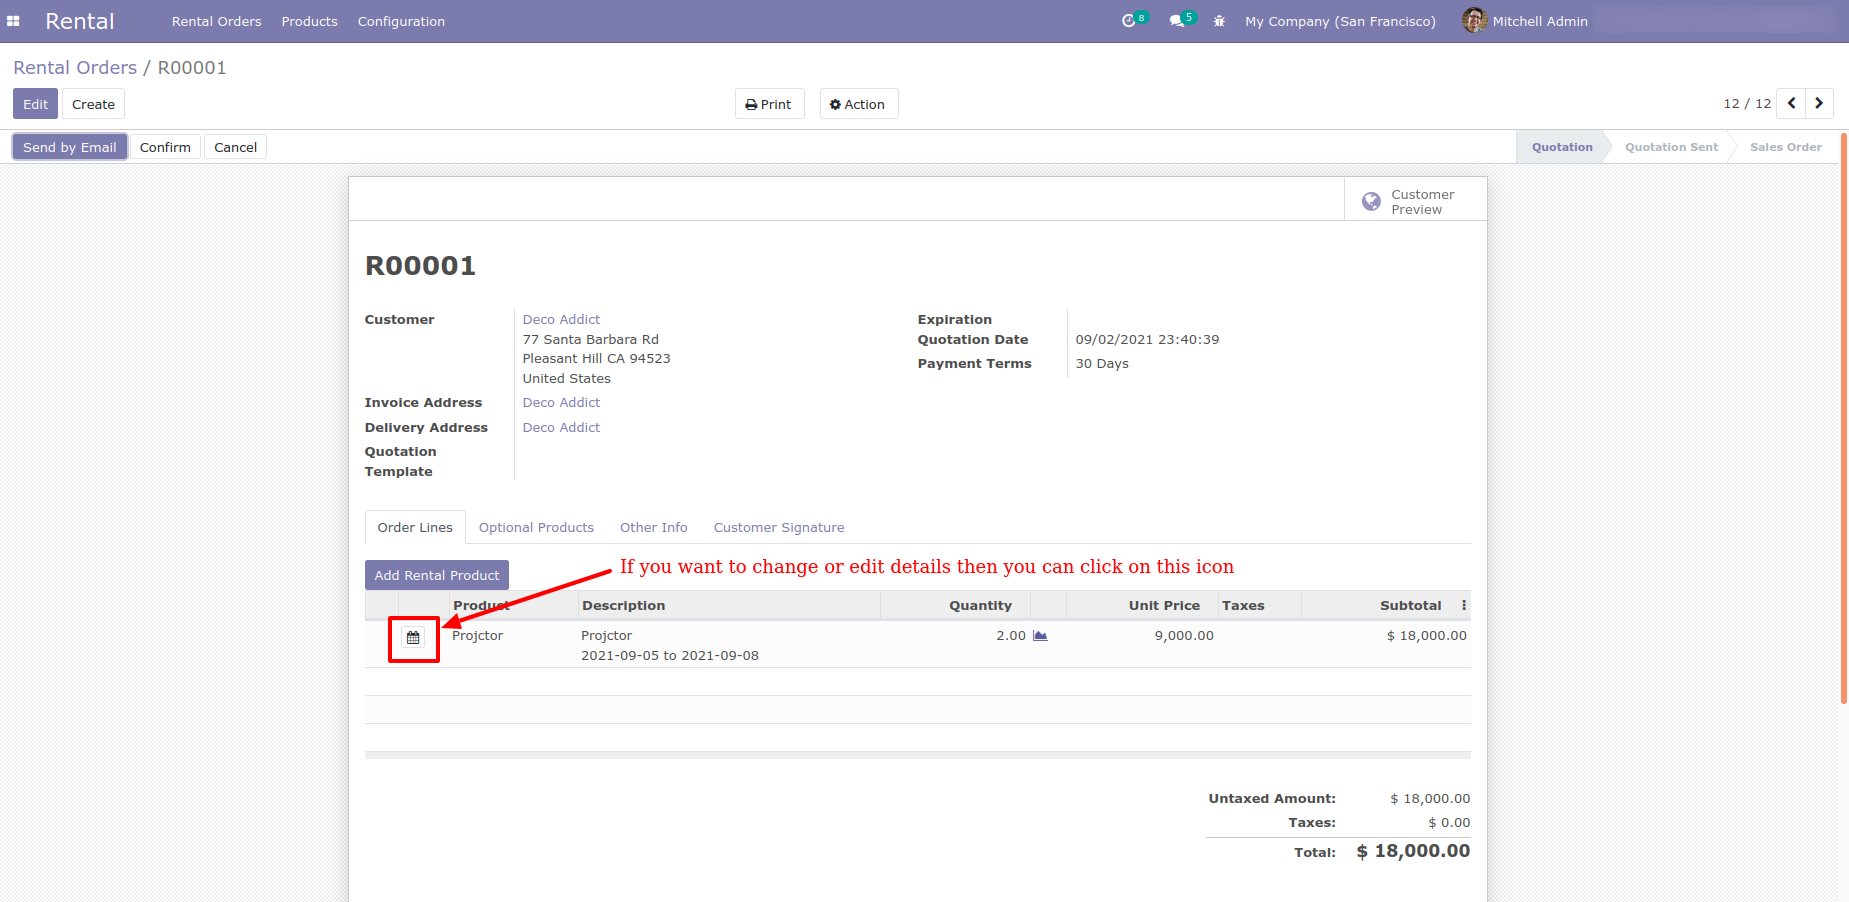 Rental
Rental Orders Products Configuration
8
5
My Company (San Francisco)
Mitchell Admin
Rental Orders / R00001
Edit Create
Print Action
12 / 12
Send by Email Confirm Cancel
Quotation Quotation Sent Sales Order
Customer
Preview
R00001
Customer
Deco Addict
77 Santa Barbara Rd
Pleasant Hill CA 94523
United States
Invoice Address Deco Addict
Delivery Address Deco Addict
Quotation
Template
Expiration
Quotation Date 09/02/2021 23:40:39
Payment Terms 30 Days
Order Lines Optional Products Other Info Customer Signature
If you want to change or edit details then you can click on this icon
Add Rental Product
Product Description Quantity Unit Price Taxes Subtotal
Projctor Projctor 2.00 9,000.00 $ 18,000.00
2021-09-05 to 2021-09-08
Untaxed Amount: $ 18,000.00
Taxes: $ 0.00
Total: $ 18,000.00